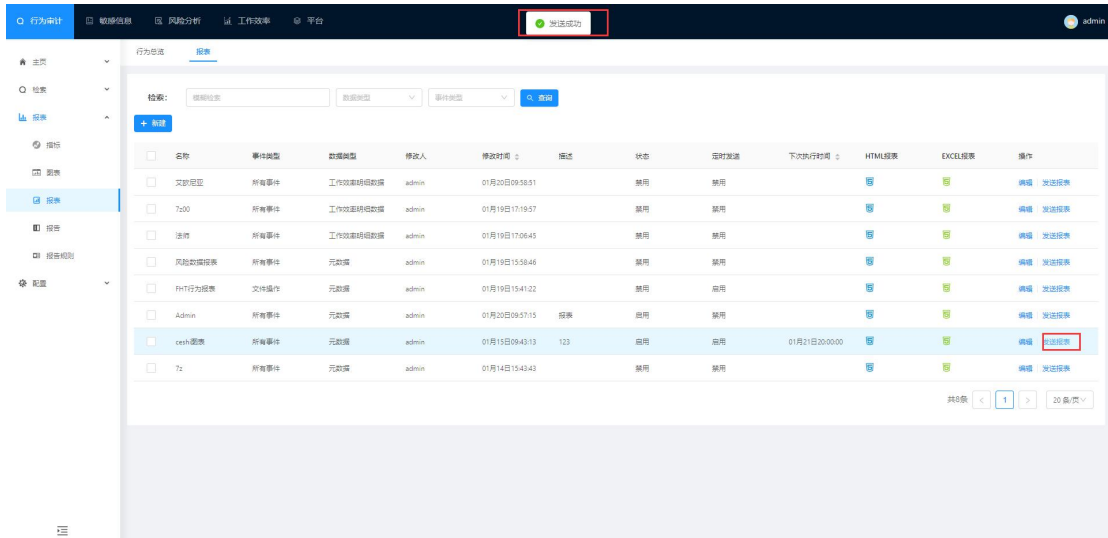 行为审计 敏感信息 风险分析 工作效率 平台 发送成功 admin
主页 行为总览 报表
检索 检索: 模糊检索 数据类型 事件类型 查询
报表 + 新建
指标 名称 事件类型 数据类型 修改人 修改时间 描述 状态 定时发送 下次执行时间 HTML报表 EXCEL报表 操作
图表 艾欧尼亚 所有事件 工作效率明细数据 admin 01月20日09:58:51 禁用 禁用 编辑 发送报表
报表 7z00 所有事件 工作效率明细数据 admin 01月19日17:19:57 禁用 禁用 编辑 发送报表
报告 法师 所有事件 工作效率明细数据 admin 01月19日17:06:45 禁用 禁用 编辑 发送报表
报告规则 风险数据报表 所有事件 元数据 admin 01月19日15:58:46 禁用 禁用 编辑 发送报表
配置 FHT行为报表 文件操作 元数据 admin 01月19日15:41:22 禁用 启用 编辑 发送报表
Admin 所有事件 元数据 admin 01月20日09:57:15 报表 启用 禁用 编辑 发送报表
ceshi图表 所有事件 元数据 admin 01月15日09:43:13 123 启用 启用 01月21日20:00:00 编辑 发送报表
7z 所有事件 元数据 admin 01月14日15:43:43 禁用 禁用 编辑 发送报表
共8条 < 1 > 20 条/页